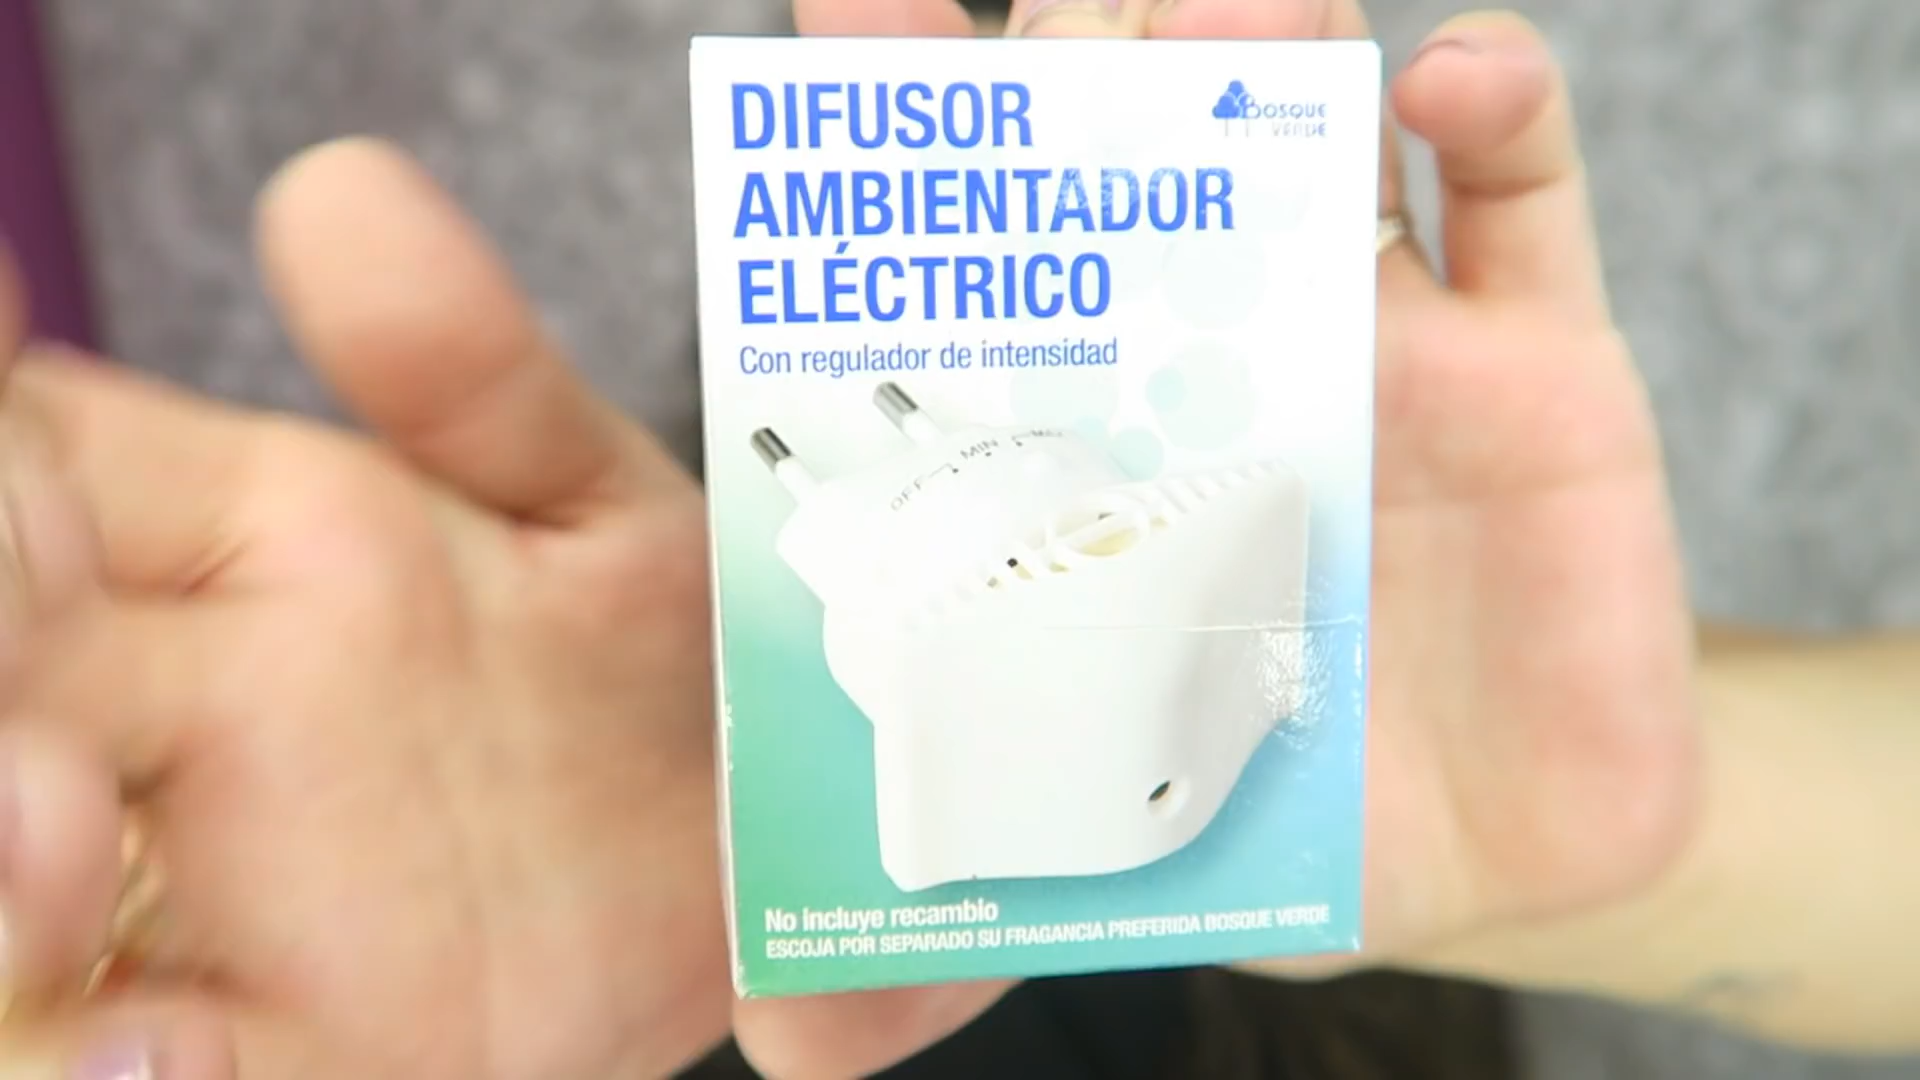 DIFUSOR
AMBIENTADOR
ELÉCTRICO
BOSQUE
VERDE
Con regulador de intensidad
OFF MIN
No incluye recambio
ESCOJA POR SEPARADO SU FRAGANCIA PREFERIDA BOSQUE VERDE